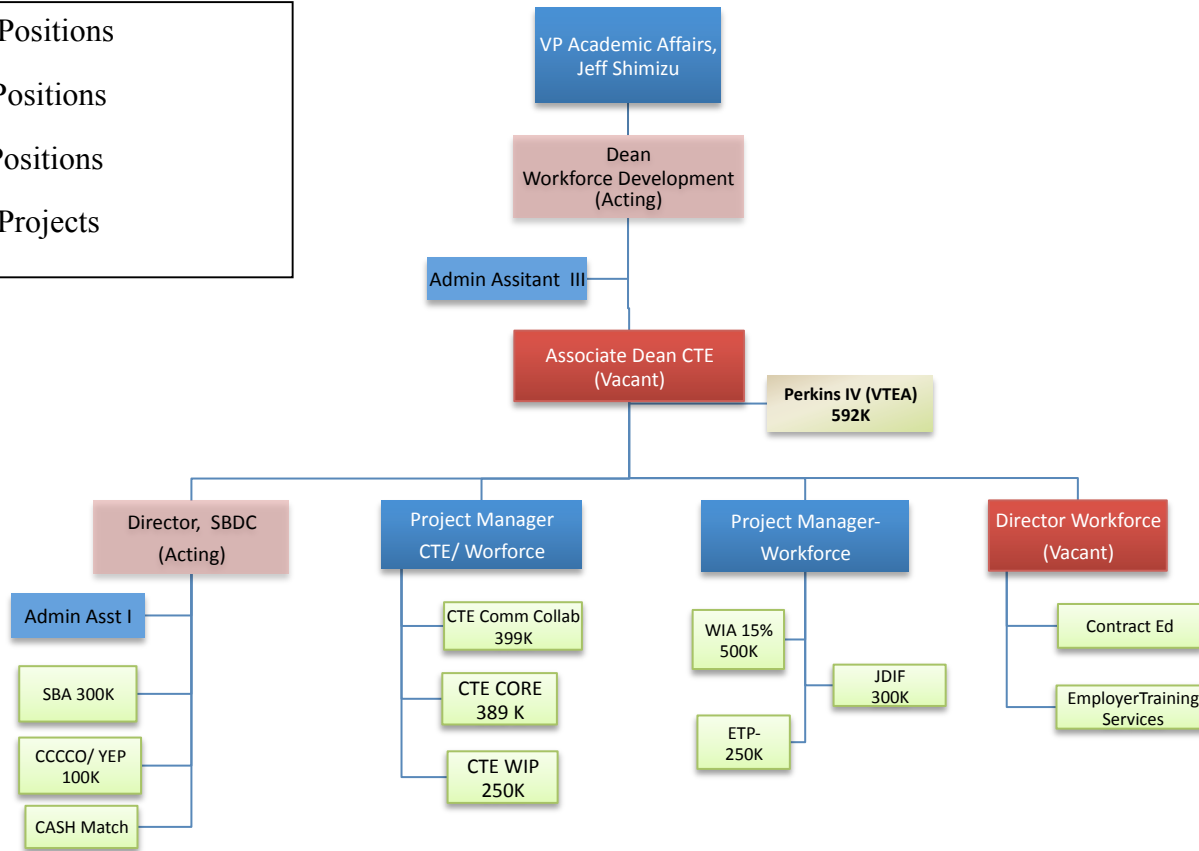 Positions
Positions
Positions
Projects
VP Academic Affairs,
Jeff Shimizu
Dean
Workforce Development
(Acting)
Admin Assitant III
Associate Dean CTE
(Vacant)
Perkins IV (VTEA)
592K
Director, SBDC
(Acting)
Admin Asst I
SBA 300K
CCCCO/ YEP
100K
CASH Match
Project Manager
CTE/ Worforce
CTE Comm Collab
399K
CTE CORE
389 K
CTE WIP
250K
Project Manager-
Workforce
WIA 15%
500K
JDIF
300K
ETP-
250K
Director Workforce
(Vacant)
Contract Ed
EmployerTraining
Services